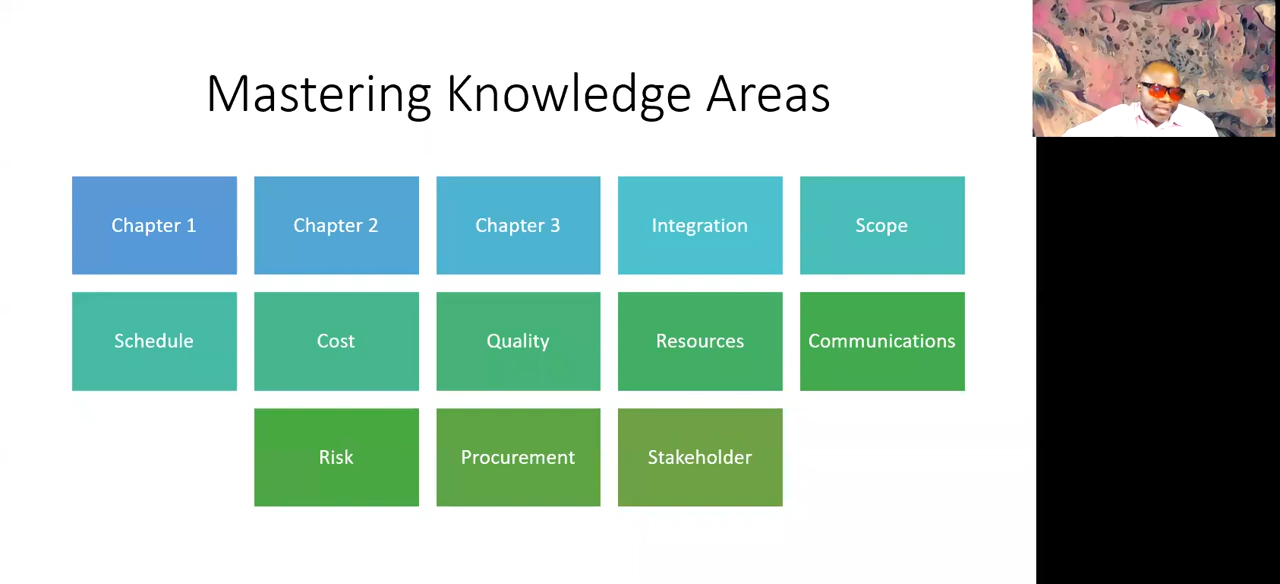 Mastering Knowledge Areas
Chapter 1
Chapter 2
Chapter 3
Integration
Scope
Schedule
Cost
Quality
Resources
Communications
Risk
Procurement
Stakeholder